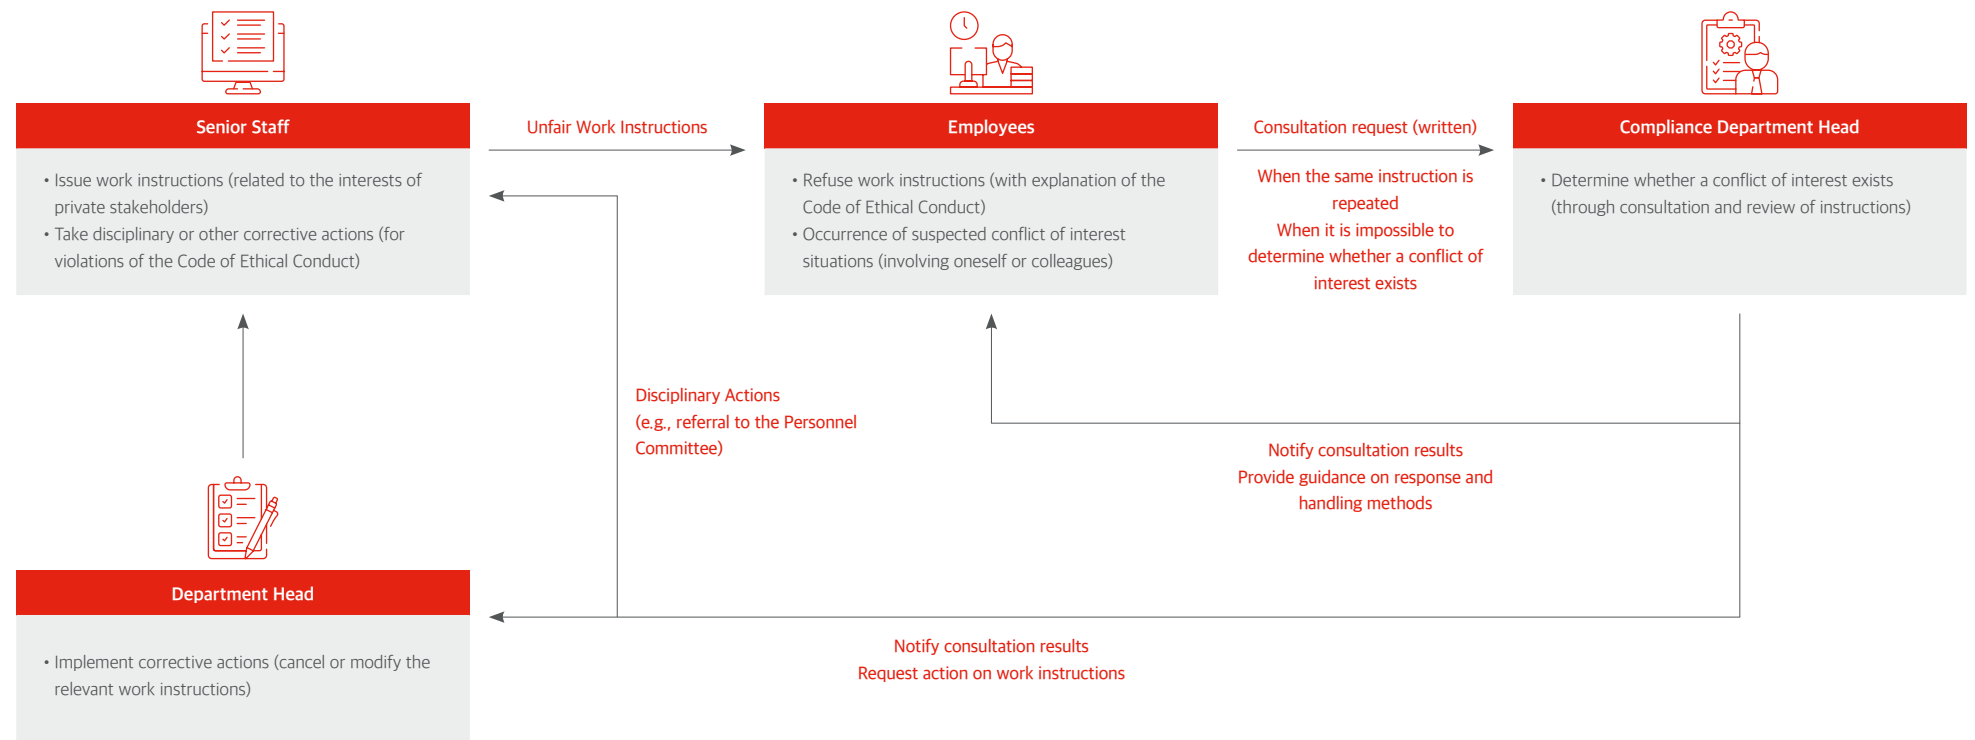 Senior Staff
• Issue work instructions (related to the interests of
private stakeholders)
• Take disciplinary or other corrective actions (for
violations of the Code of Ethical Conduct)
Unfair Work Instructions
Employees
• Refuse work instructions (with explanation of the
Code of Ethical Conduct)
• Occurrence of suspected conflict of interest
situations (involving oneself or colleagues)
Consultation request (written)
When the same instruction is
repeated
When it is impossible to
determine whether a conflict of
interest exists
Compliance Department Head
• Determine whether a conflict of interest exists
(through consultation and review of instructions)
Disciplinary Actions
(e.g., referral to the Personnel
Committee)
Notify consultation results
Provide guidance on response and
handling methods
Department Head
• Implement corrective actions (cancel or modify the
relevant work instructions)
Notify consultation results
Request action on work instructions